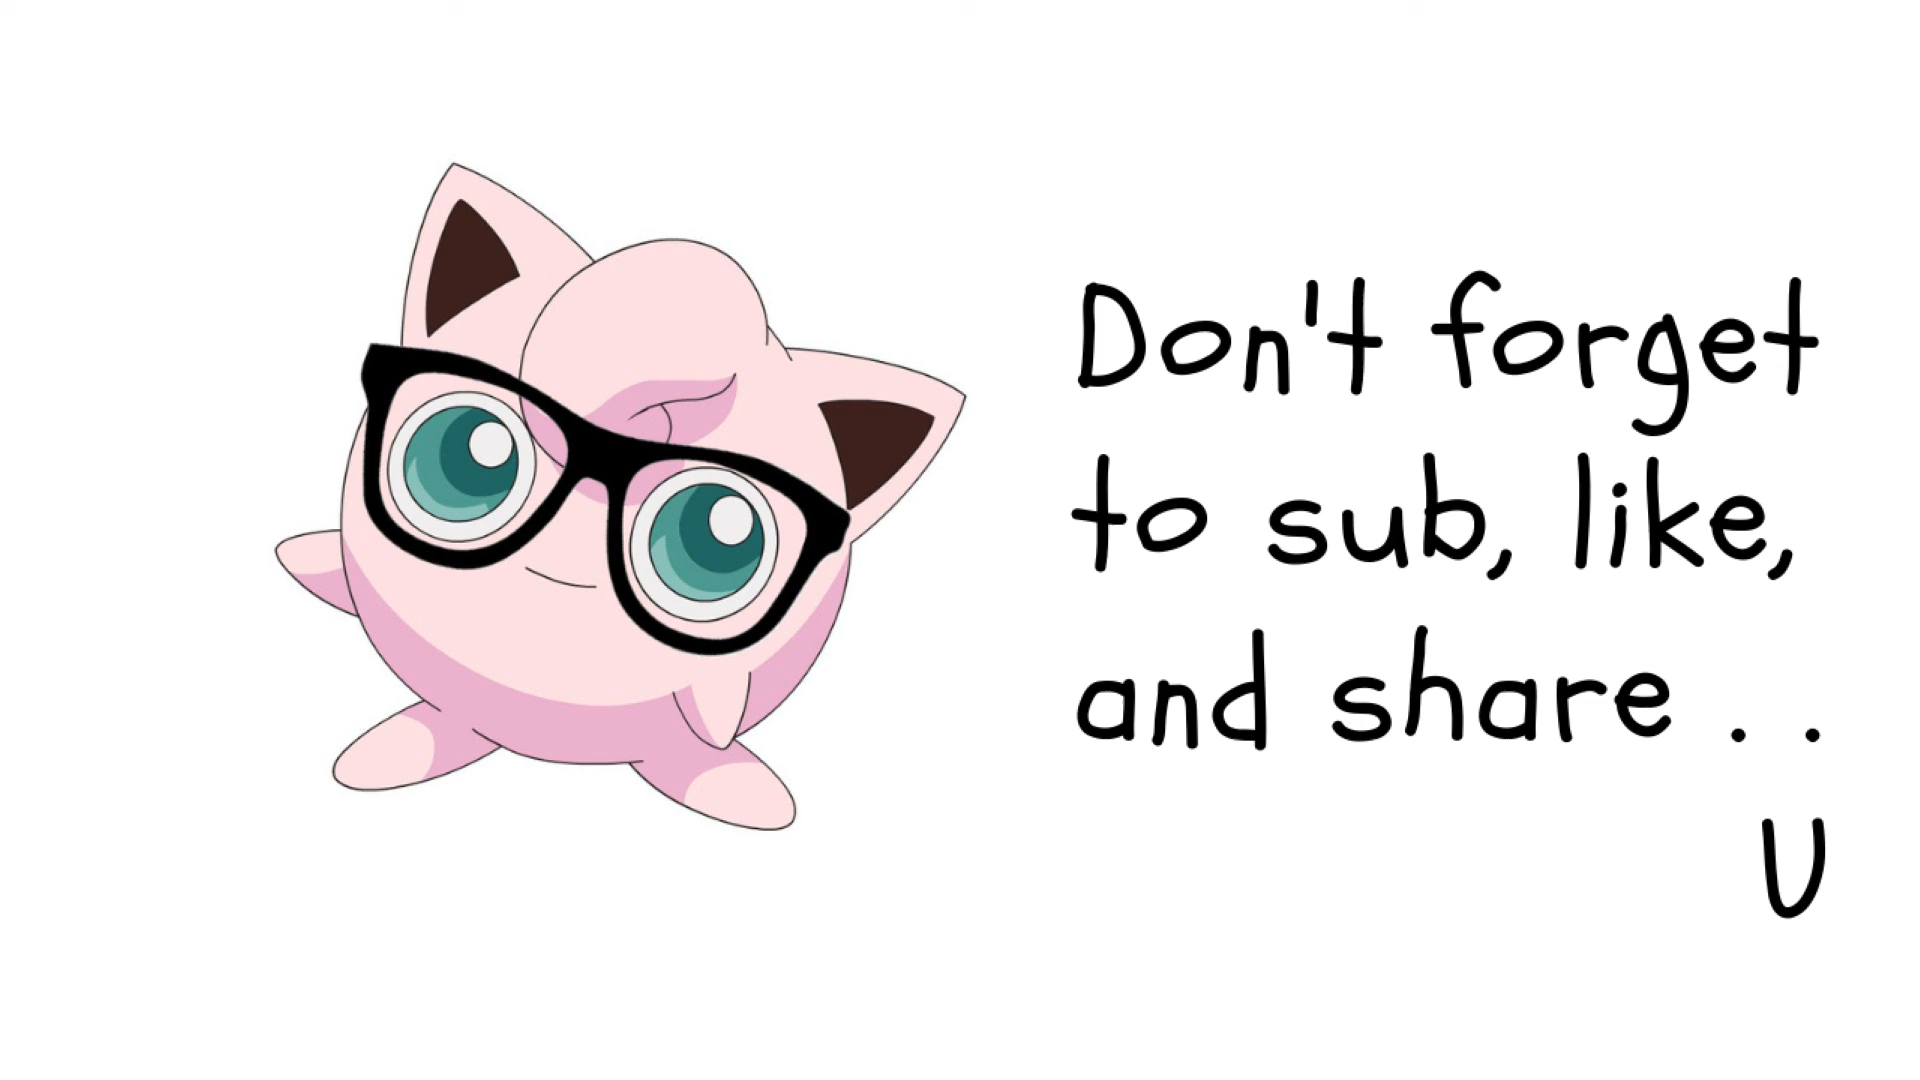 Don't forget
to sub, like,
and share . .
U